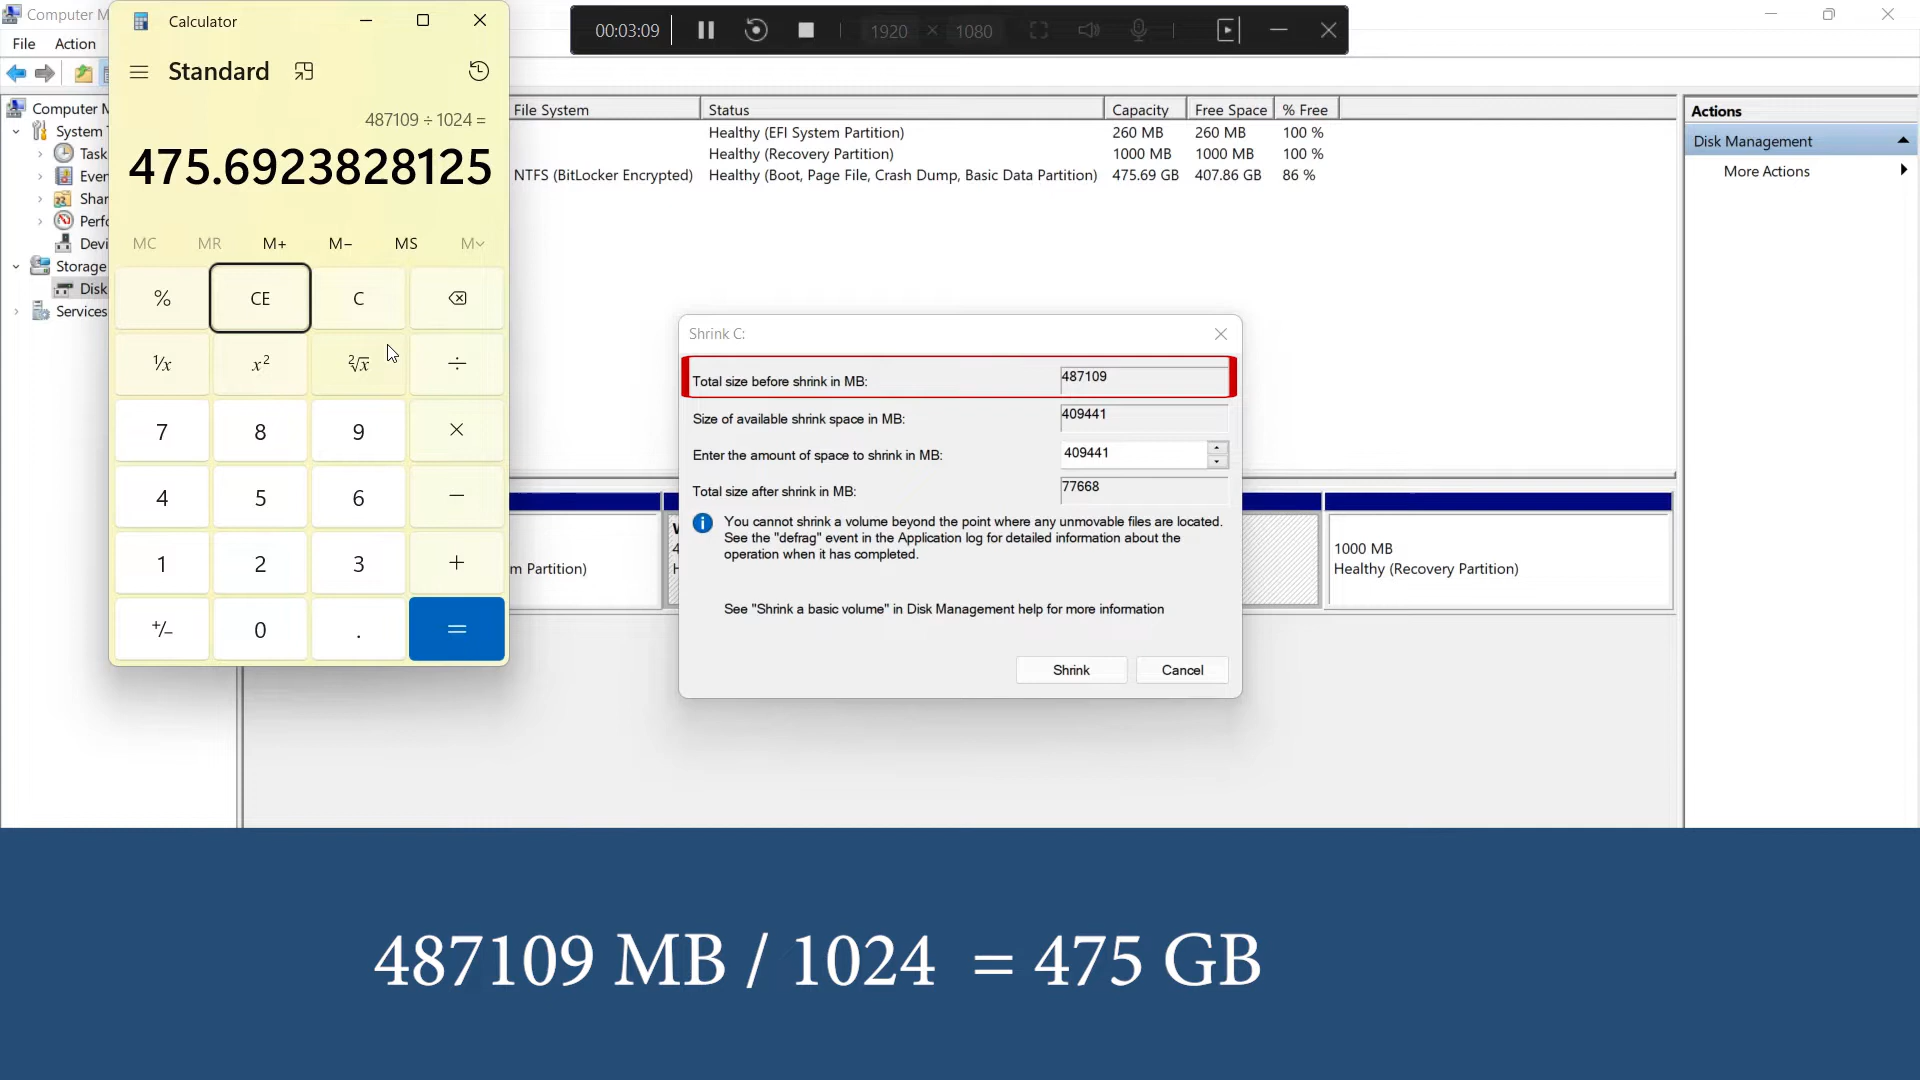 Computer M
File Action
Computer M
System T
Task
Even
Shar
Perfo
Devi
Storage
Disk
Services
Calculator
Standard
487109 ÷ 1024 =
475.6923828125
MC MR M+ M− MS M
% CE C
¹/x x² ²√x ÷
7 8 9 ×
4 5 6 −
1 2 3 +
+/− 0 . =
00:03:09 1920 × 1080
File System Status Capacity Free Space % Free
Healthy (EFI System Partition) 260 MB 260 MB 100 %
Healthy (Recovery Partition) 1000 MB 1000 MB 100 %
NTFS (BitLocker Encrypted) Healthy (Boot, Page File, Crash Dump, Basic Data Partition) 475.69 GB 407.86 GB 86 %
Actions
Disk Management
More Actions
Shrink C:
Total size before shrink in MB: 487109
Size of available shrink space in MB: 409441
Enter the amount of space to shrink in MB: 409441
Total size after shrink in MB: 77668
You cannot shrink a volume beyond the point where any unmovable files are located.
See the "defrag" event in the Application log for detailed information about the
operation when it has completed.
See "Shrink a basic volume" in Disk Management help for more information
Shrink Cancel
m Partition)
4
H
1000 MB
Healthy (Recovery Partition)
487109 MB / 1024 = 475 GB